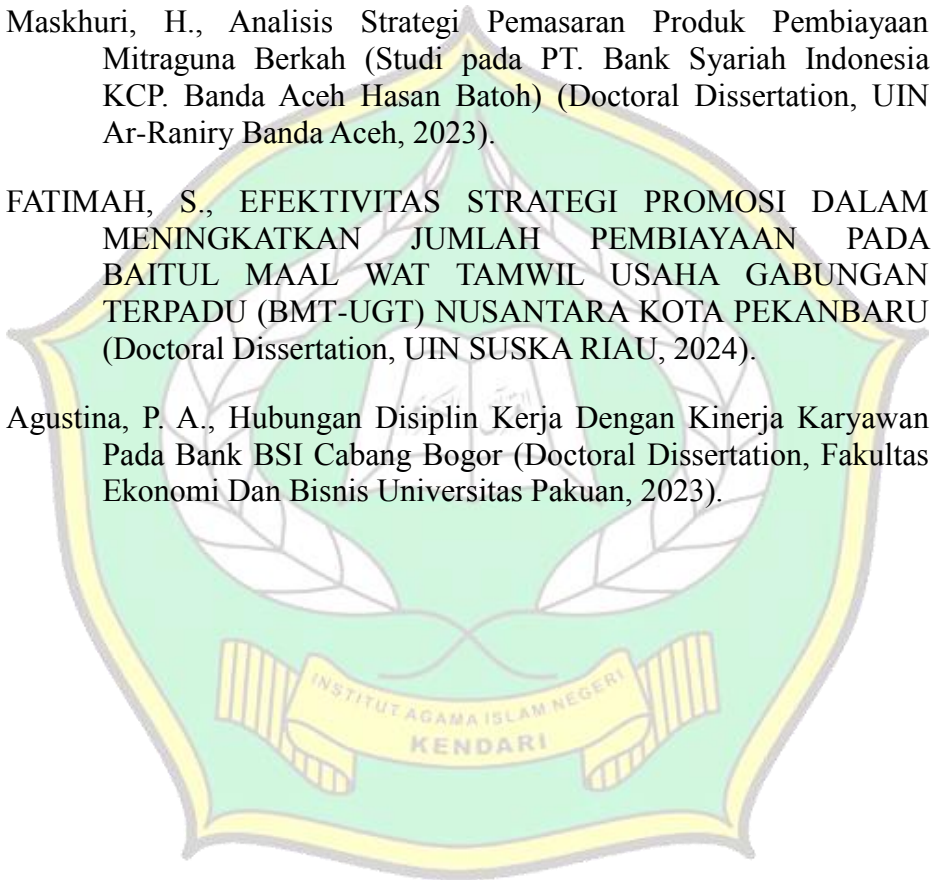 Maskhuri, H., Analisis Strategi Pemasaran Produk Pembiayaan
Mitraguna Berkah (Studi pada PT. Bank Syariah Indonesia
KCP. Banda Aceh Hasan Batoh) (Doctoral Dissertation, UIN
Ar-Raniry Banda Aceh, 2023).
FATIMAH, S., EFEKTIVITAS STRATEGI PROMOSI DALAM
MENINGKATKAN JUMLAH PEMBIAYAAN PADA
BAITUL MAAL WAT TAMWIL USAHA GABUNGAN
TERPADU (BMT-UGT) NUSANTARA KOTA PEKANBARU
(Doctoral Dissertation, UIN SUSKA RIAU, 2024).
Agustina, P. A., Hubungan Disiplin Kerja Dengan Kinerja Karyawan
Pada Bank BSI Cabang Bogor (Doctoral Dissertation, Fakultas
Ekonomi Dan Bisnis Universitas Pakuan, 2023).
INSTITUT AGAMA ISLAM NEGERI
KENDARI